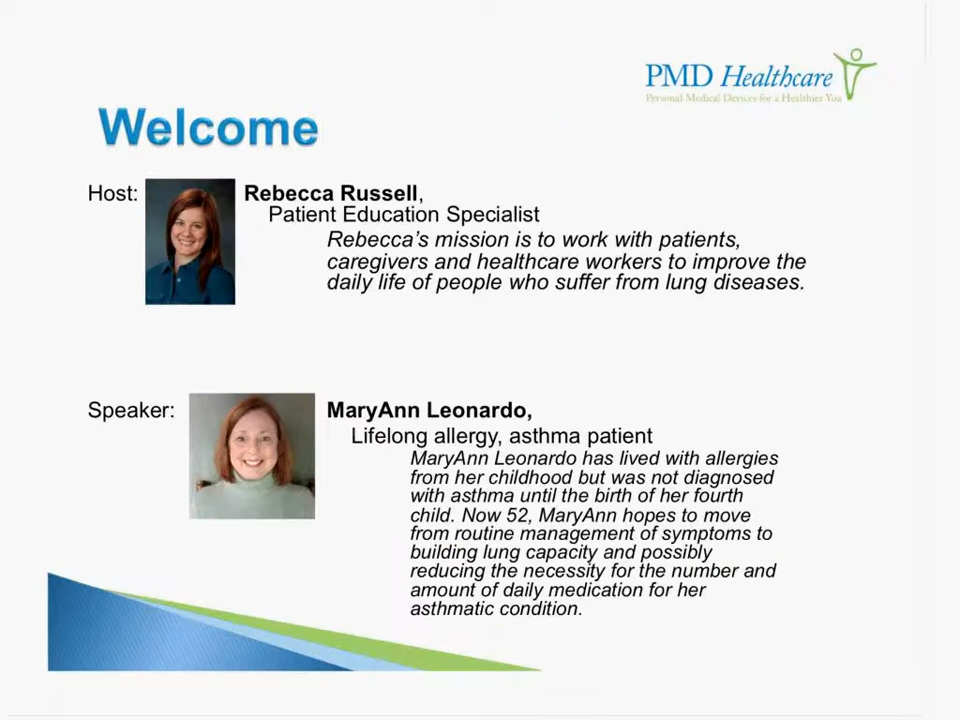 PMD Healthcare
Personal Medical Devices for a Healthier You
Welcome
Host:
Rebecca Russell,
Patient Education Specialist
Rebecca's mission is to work with patients,
caregivers and healthcare workers to improve the
daily life of people who suffer from lung diseases.
Speaker:
MaryAnn Leonardo,
Lifelong allergy, asthma patient
MaryAnn Leonardo has lived with allergies
from her childhood but was not diagnosed
with asthma until the birth of her fourth
child. Now 52, MaryAnn hopes to move
from routine management of symptoms to
building lung capacity and possibly
reducing the necessity for the number and
amount of daily medication for her
asthmatic condition.